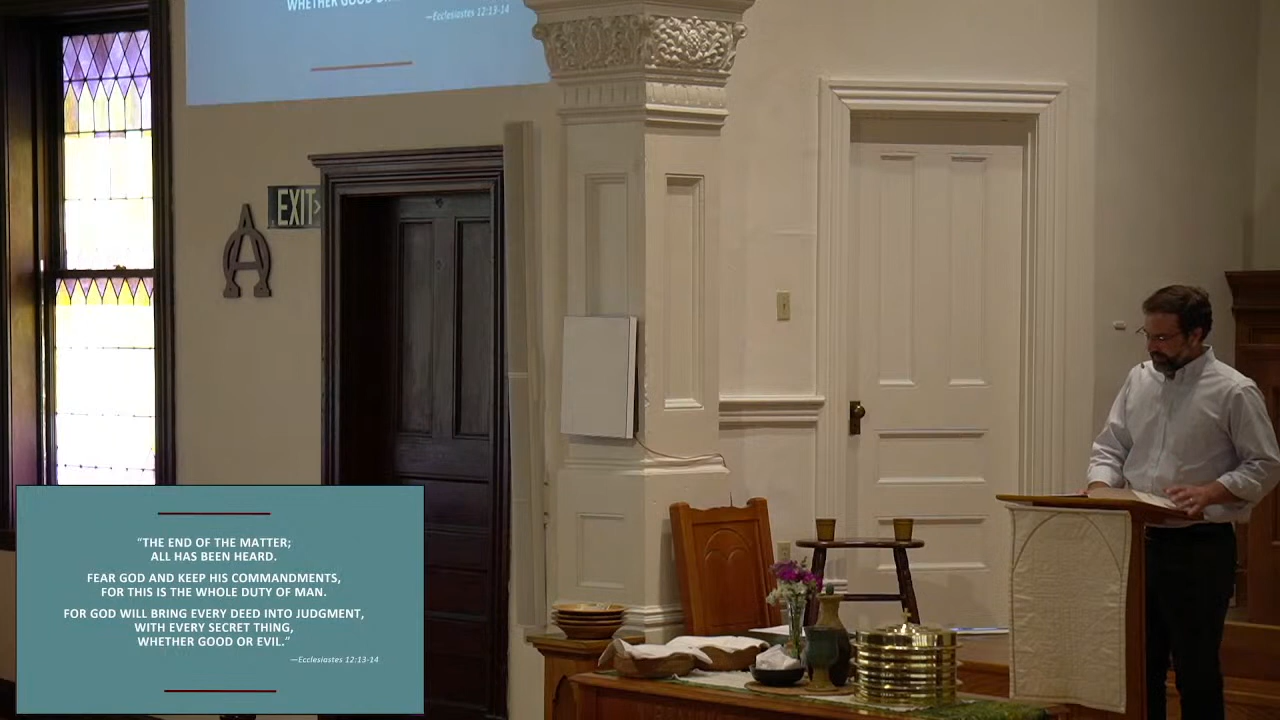 WHETHER GOOD
—Ecclesiastes 12:13-14
EXIT
"THE END OF THE MATTER;
ALL HAS BEEN HEARD.
FEAR GOD AND KEEP HIS COMMANDMENTS,
FOR THIS IS THE WHOLE DUTY OF MAN.
FOR GOD WILL BRING EVERY DEED INTO JUDGMENT,
WITH EVERY SECRET THING,
WHETHER GOOD OR EVIL."
—Ecclesiastes 12:13-14